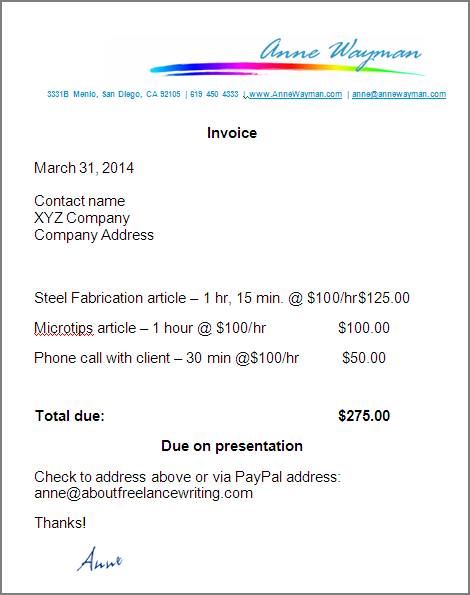 Anne Wayman
3331B Menlo, San Diego, CA 92105 | 619 450 4333 | www.AnneWayman.com | anne@annewayman.com
Invoice
March 31, 2014
Contact name
XYZ Company
Company Address
Steel Fabrication article – 1 hr, 15 min. @ $100/hr$125.00
Microtips article – 1 hour @ $100/hr $100.00
Phone call with client – 30 min @$100/hr $50.00
Total due: $275.00
Due on presentation
Check to address above or via PayPal address:
anne@aboutfreelancewriting.com
Thanks!
Anne